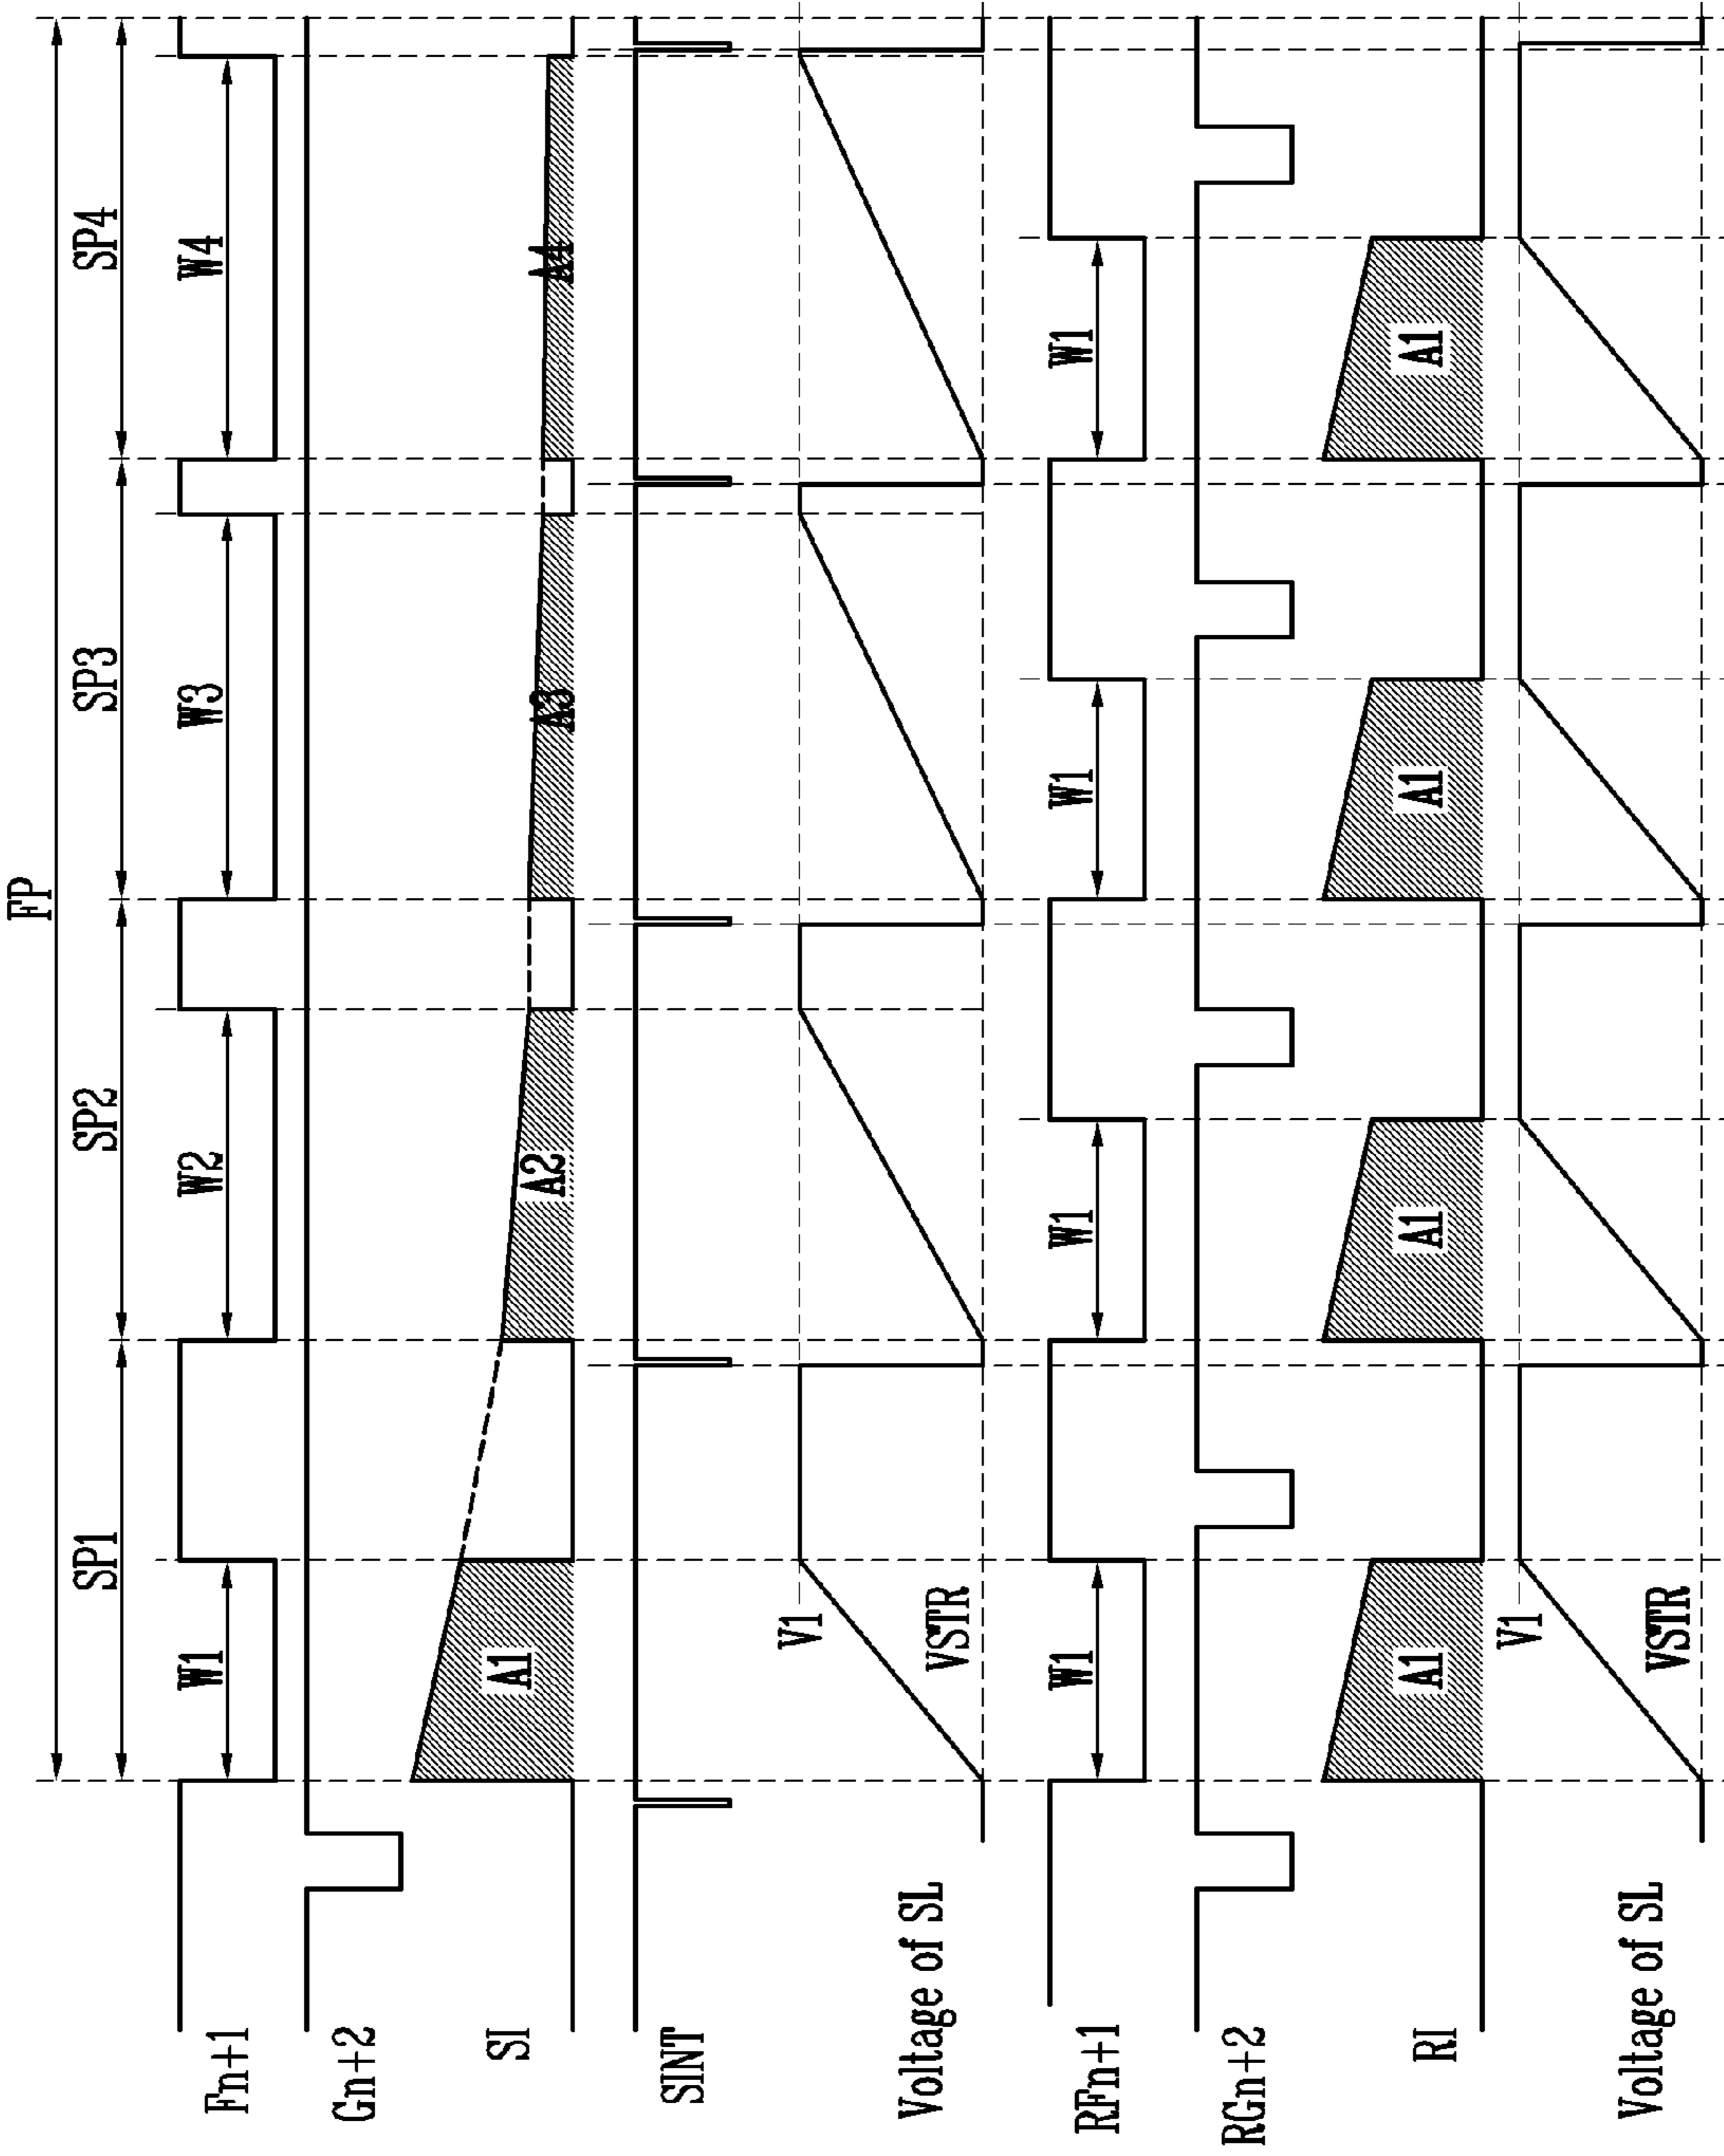 FP
SP1 SP2 SP3 SP4
Fn+1 W1 W2 W3 W4
Gn+2
SI A1 A2 A3 A4
SINT
V1
Voltage of SL VSTR
RFn+1 W1 W1 W1 W1
RGn+2
RI A1 A1 A1 A1
V1
Voltage of SL VSTR